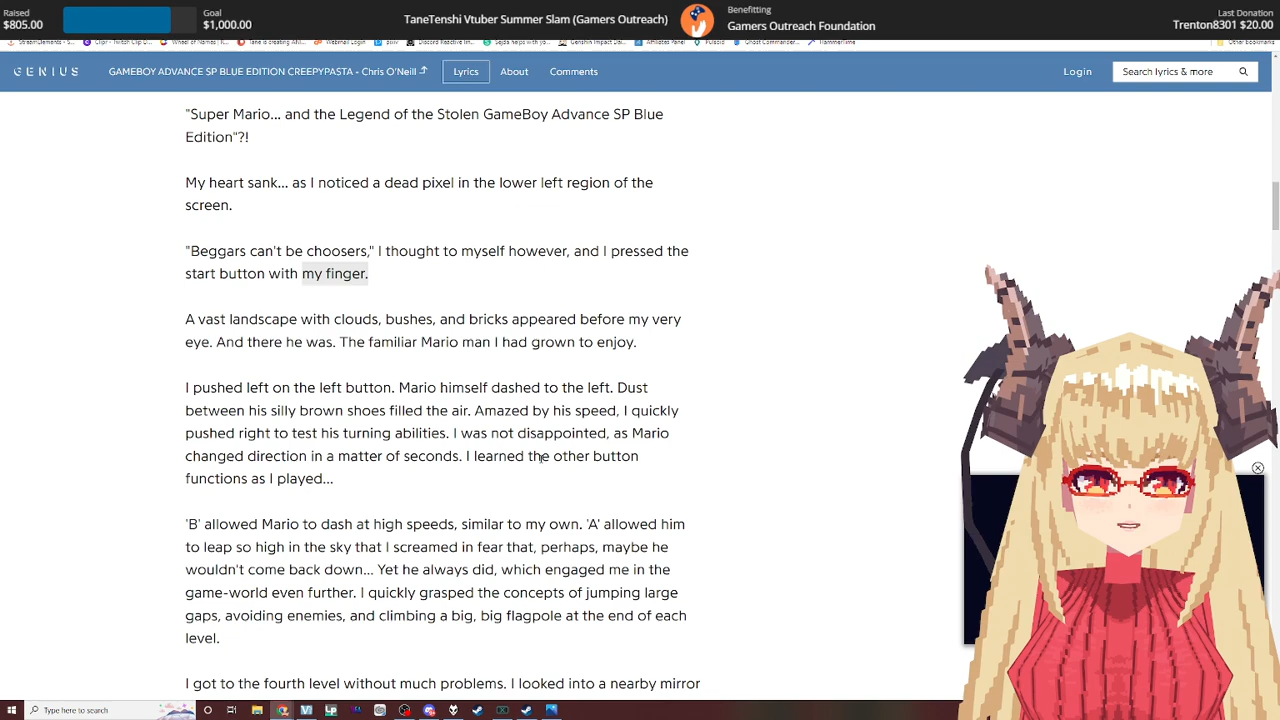 Raised
$805.00
Goal
$1,000.00
TaneTenshi Vtuber Summer Slam (Gamers Outreach)
Benefitting
Gamers Outreach Foundation
Last Donation
Trenton8301 $20.00
GENIUS
GAMEBOY ADVANCE SP BLUE EDITION CREEPYPASTA - Chris O'Neill
Lyrics
About
Comments
Login
Search lyrics & more
"Super Mario... and the Legend of the Stolen GameBoy Advance SP Blue
Edition"?!
My heart sank... as I noticed a dead pixel in the lower left region of the
screen.
"Beggars can't be choosers," I thought to myself however, and I pressed the
start button with my finger.
A vast landscape with clouds, bushes, and bricks appeared before my very
eye. And there he was. The familiar Mario man I had grown to enjoy.
I pushed left on the left button. Mario himself dashed to the left. Dust
between his silly brown shoes filled the air. Amazed by his speed, I quickly
pushed right to test his turning abilities. I was not disappointed, as Mario
changed direction in a matter of seconds. I learned the other button
functions as I played...
'B' allowed Mario to dash at high speeds, similar to my own. 'A' allowed him
to leap so high in the sky that I screamed in fear that, perhaps, maybe he
wouldn't come back down... Yet he always did, which engaged me in the
game-world even further. I quickly grasped the concepts of jumping large
gaps, avoiding enemies, and climbing a big, big flagpole at the end of each
level.
I got to the fourth level without much problems. I looked into a nearby mirror
Type here to search